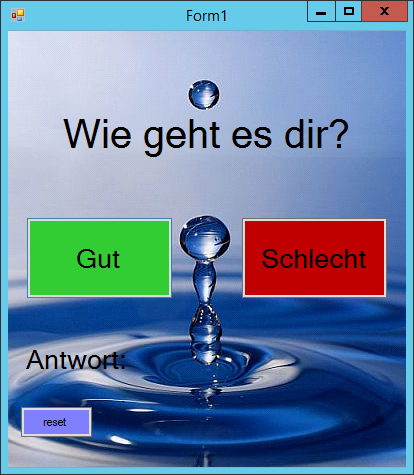 Form1
Wie geht es dir?
Gut
Schlecht
Antwort:
reset